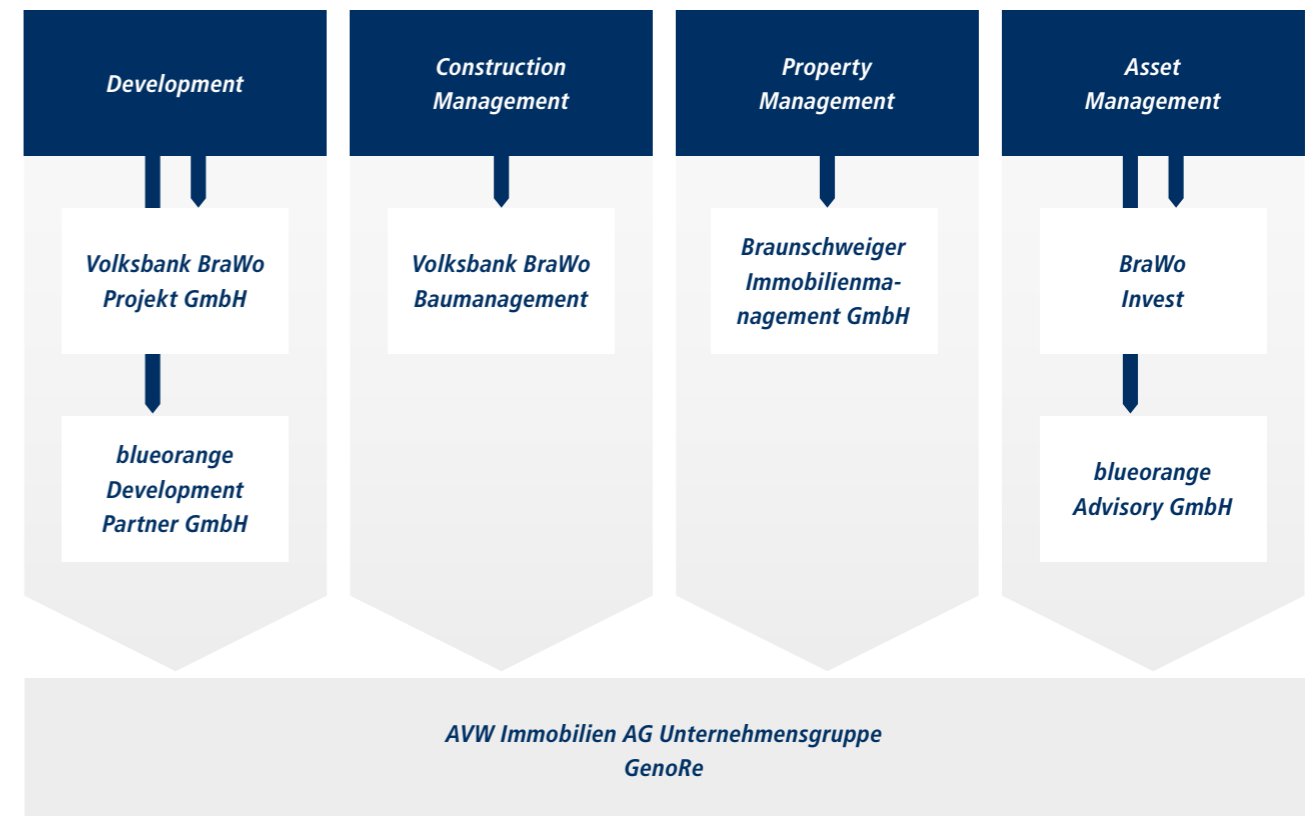 Development
Construction
Management
Property
Management
Asset
Management
Volksbank BraWo
Projekt GmbH
Volksbank BraWo
Baumanagement
Braunschweiger
Immobilienma-
nagement GmbH
BraWo
Invest
blueorange
Development
Partner GmbH
blueorange
Advisory GmbH
AVW Immobilien AG Unternehmensgruppe
GenoRe